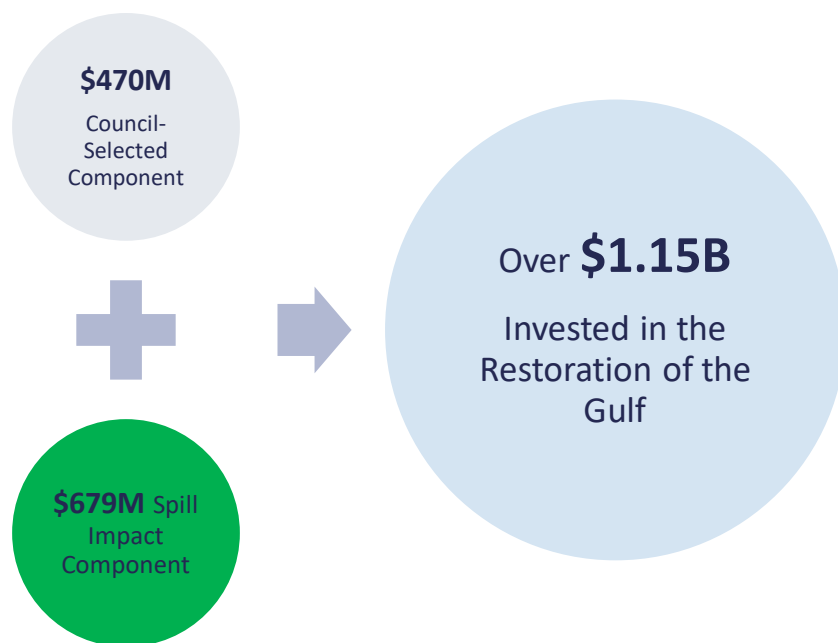 $470M
Council-
Selected
Component
$679M Spill
Impact
Component
Over $1.15B
Invested in the
Restoration of the
Gulf